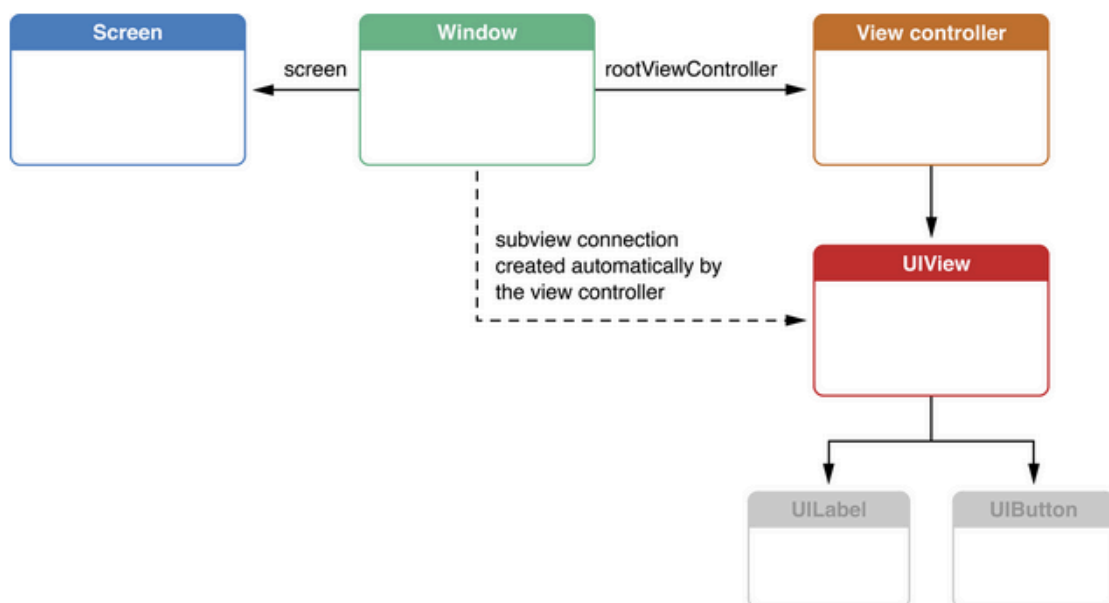 Screen
Window
View controller
screen
rootViewController
subview connection
created automatically by
the view controller
UIView
UILabel
UIButton